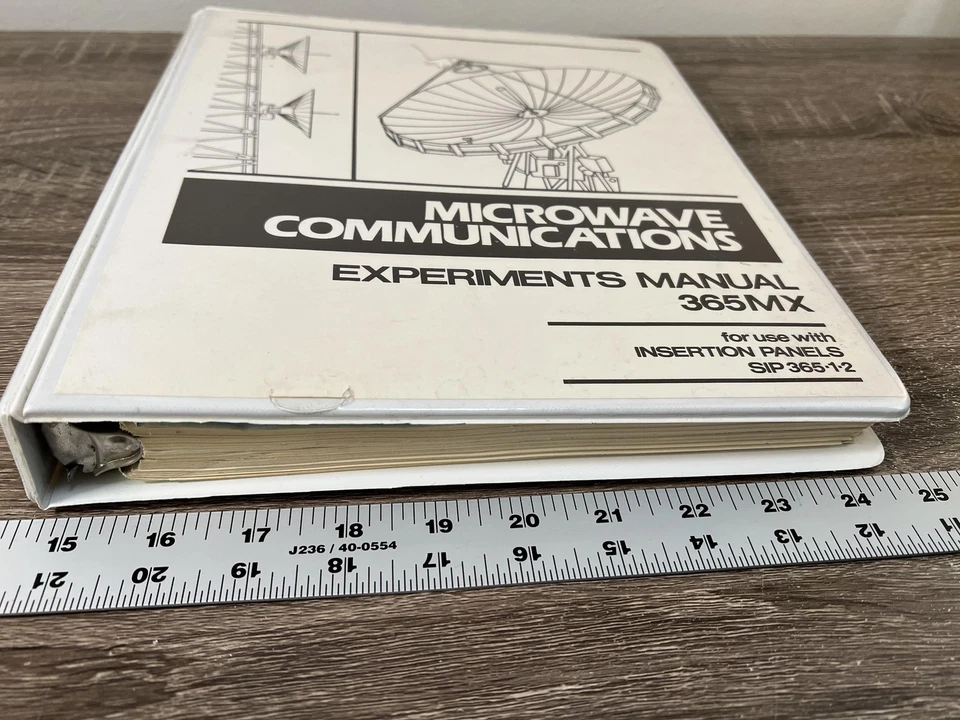 MICROWAVE
COMMUNICATIONS
EXPERIMENTS MANUAL
365MX
for use with
INSERTION PANELS
SIP 365-1-2
15 16 17 18 19 20 21 22 23 24 25
J236 / 40-0554
21 20 19 18 17 16 15 14 13 12 11